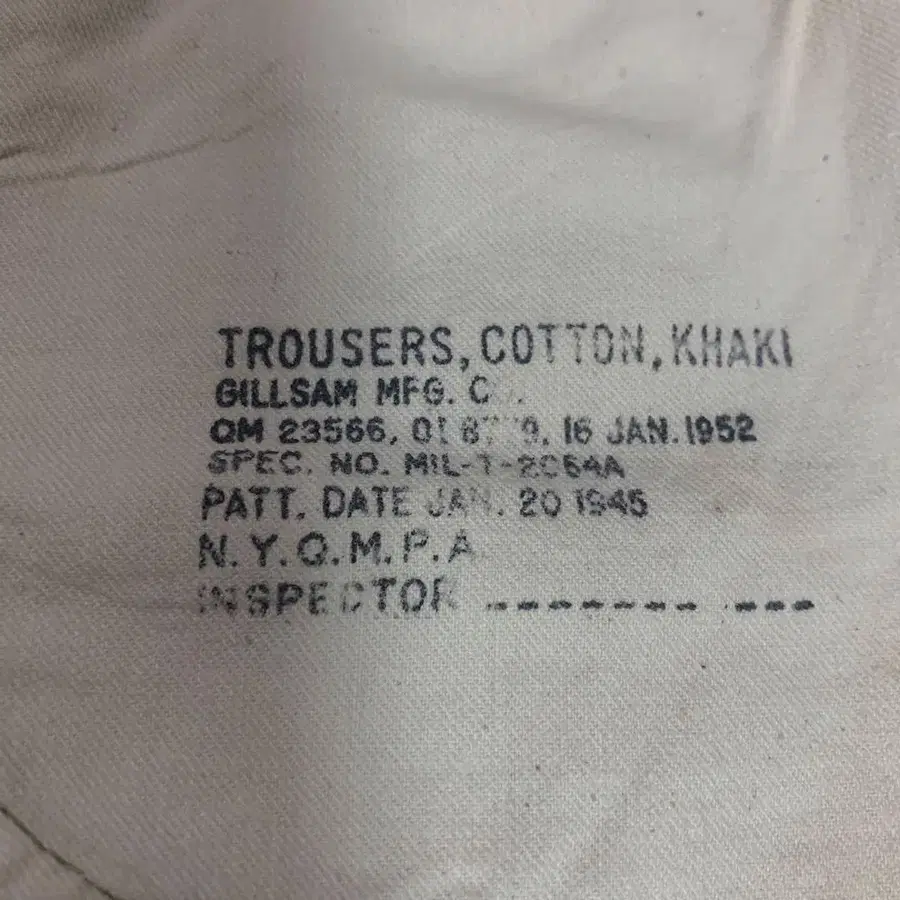 TROUSERS, COTTON, KHAKI
GILLSAM MFG.
QM 23566, 16 JAN. 1952
SPEC. NO. MIL-T-2C64A
PATT. DATE JAN. 20 1945
N.Y.Q.M.P.A
INSPECTOR